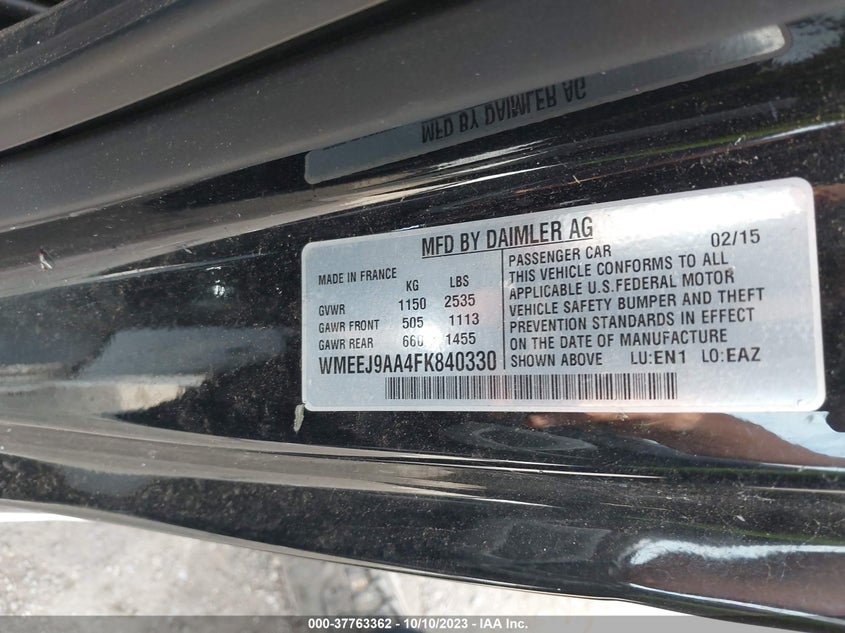 MFD BY DAIMLER AG
MFD BY DAIMLER AG 02/15
MADE IN FRANCE KG LBS
GVWR 1150 2535
GAWR FRONT 505 1113
GAWR REAR 660 1455
WMEEJ9AA4FK840330
PASSENGER CAR
THIS VEHICLE CONFORMS TO ALL
APPLICABLE U.S.FEDERAL MOTOR
VEHICLE SAFETY BUMPER AND THEFT
PREVENTION STANDARDS IN EFFECT
ON THE DATE OF MANUFACTURE
SHOWN ABOVE LU:EN1 LO:EAZ
000-37763362 - 10/10/2023 - © IAA Inc.